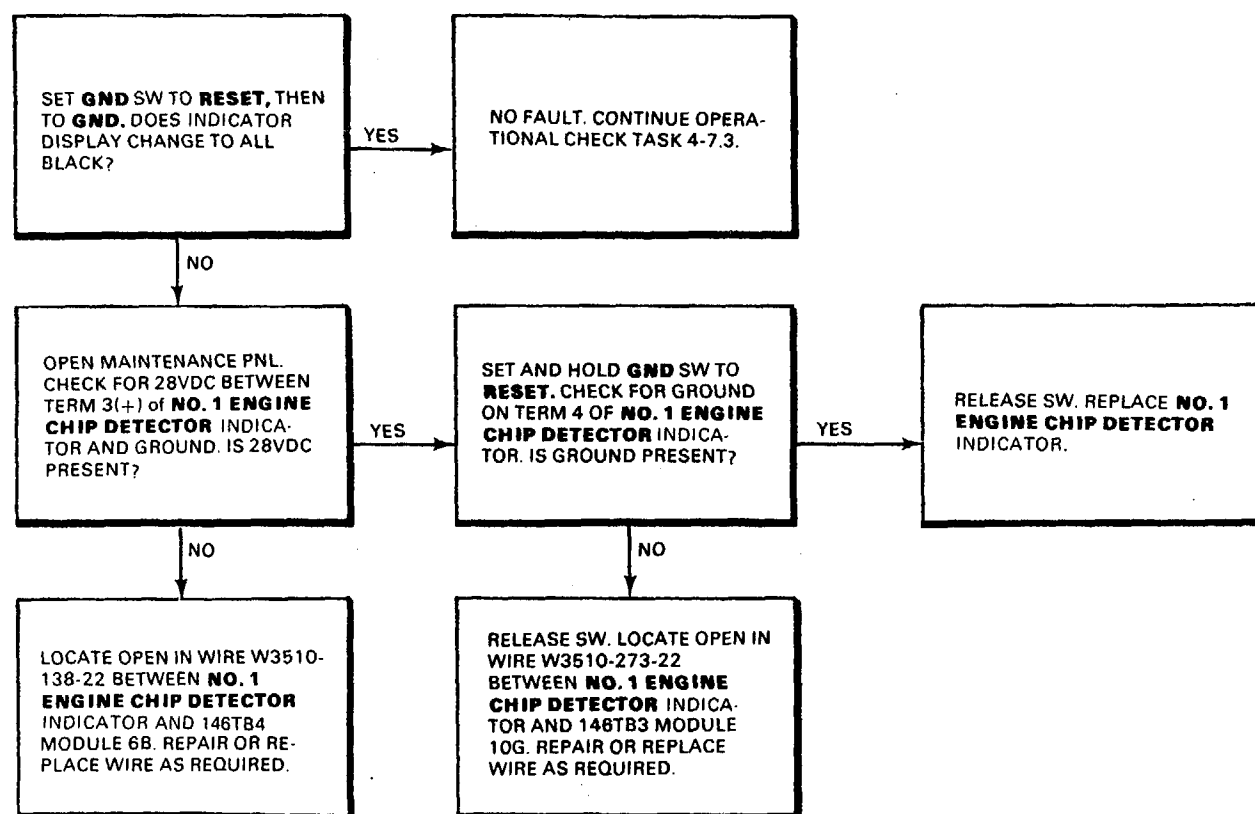 SET GND SW TO RESET, THEN
TO GND. DOES INDICATOR
DISPLAY CHANGE TO ALL
BLACK?
YES
NO FAULT. CONTINUE OPERA-
TIONAL CHECK TASK 4-7.3.
NO
OPEN MAINTENANCE PNL.
CHECK FOR 28VDC BETWEEN
TERM 3(+) of NO. 1 ENGINE
CHIP DETECTOR INDICA-
TOR AND GROUND. IS 28VDC
PRESENT?
YES
SET AND HOLD GND SW TO
RESET. CHECK FOR GROUND
ON TERM 4 OF NO. 1 ENGINE
CHIP DETECTOR INDICA-
TOR. IS GROUND PRESENT?
YES
RELEASE SW. REPLACE NO. 1
ENGINE CHIP DETECTOR
INDICATOR.
NO
NO
LOCATE OPEN IN WIRE W3510-
138-22 BETWEEN NO. 1
ENGINE CHIP DETECTOR
INDICATOR AND 146TB4
MODULE 6B. REPAIR OR RE-
PLACE WIRE AS REQUIRED.
RELEASE SW. LOCATE OPEN IN
WIRE W3510-273-22
BETWEEN NO. 1 ENGINE
CHIP DETECTOR INDICA-
TOR AND 146TB3 MODULE
10G. REPAIR OR REPLACE
WIRE AS REQUIRED.